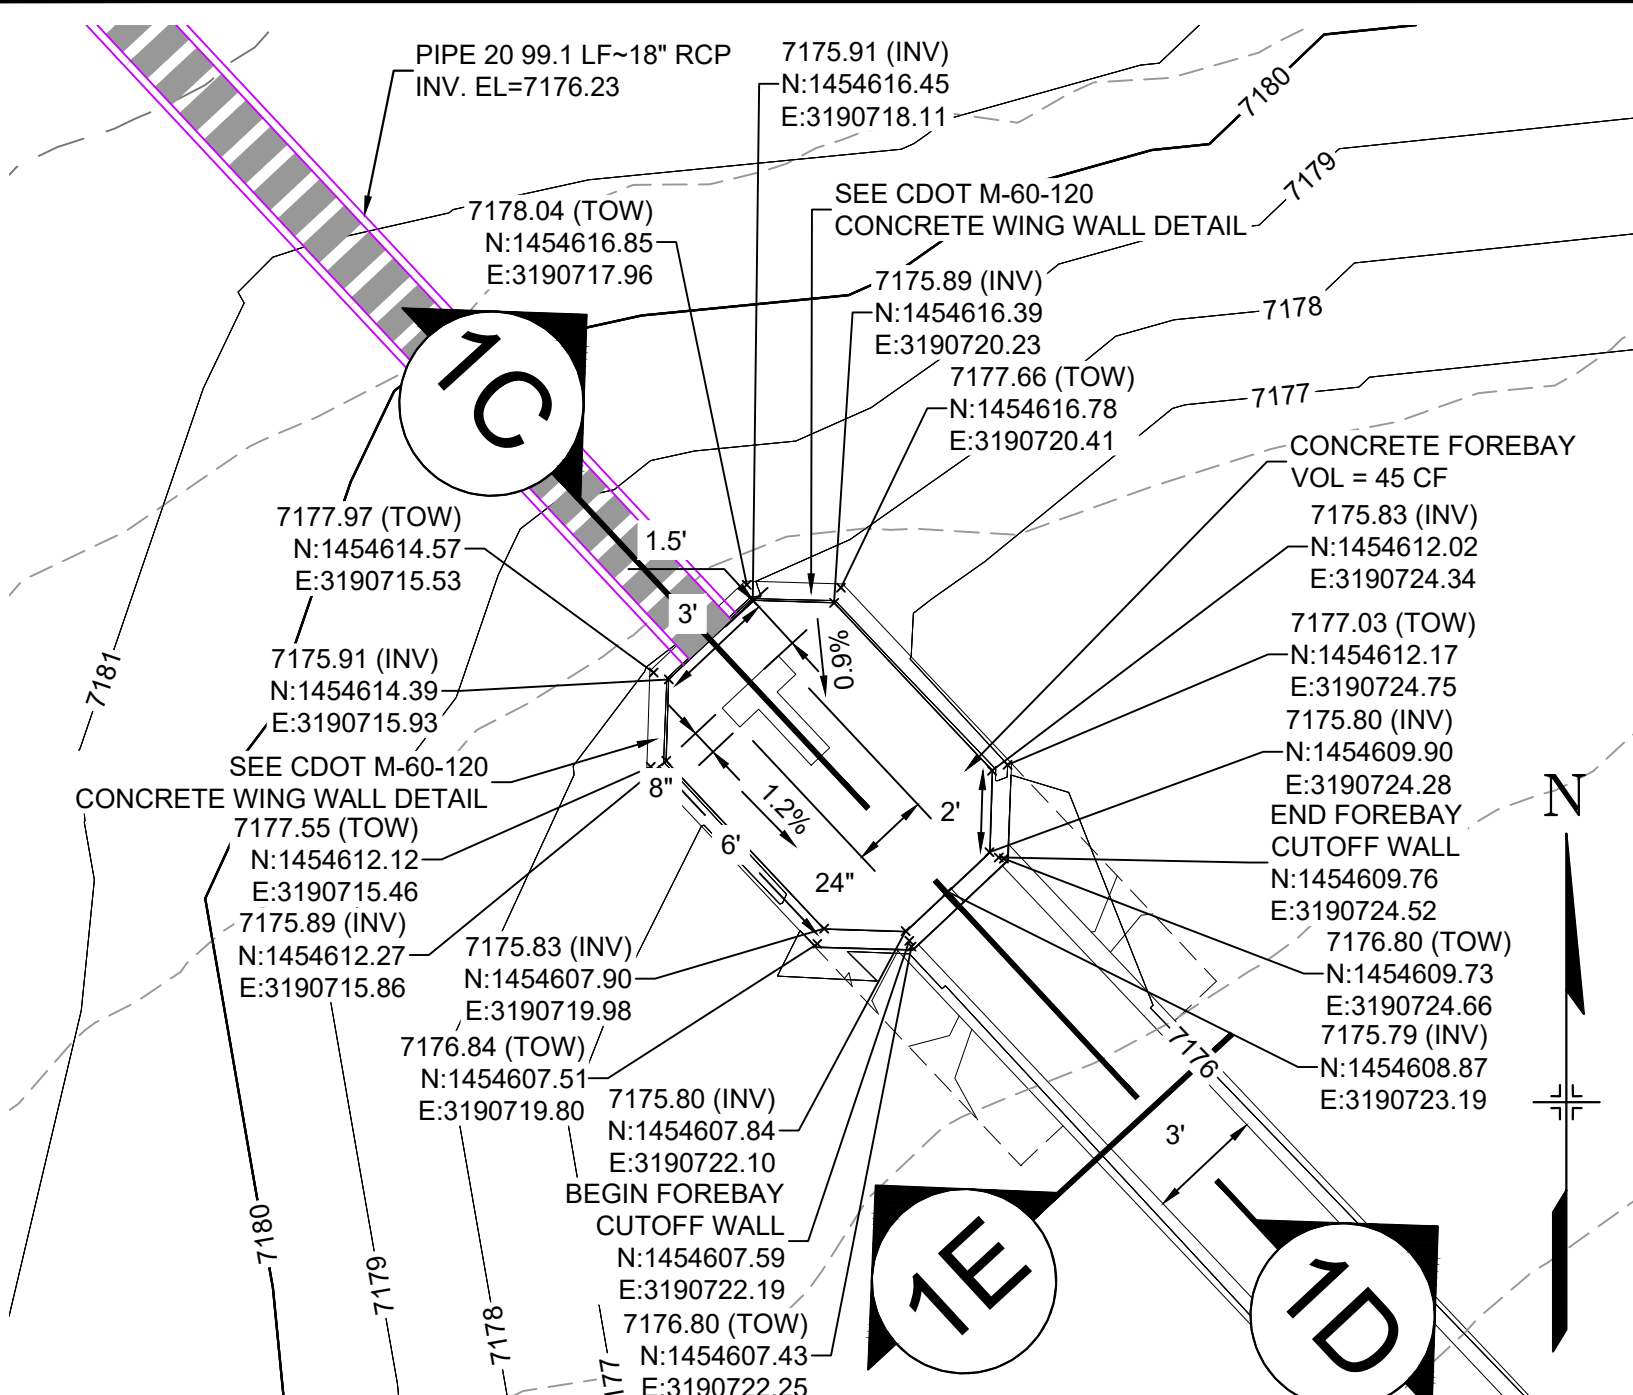 PIPE 20 99.1 LF~18" RCP
INV. EL=7176.23
7175.91 (INV)
N:1454616.45
E:3190718.11
7180
7179
SEE CDOT M-60-120
CONCRETE WING WALL DETAIL
7178.04 (TOW)
N:1454616.85
E:3190717.96
7175.89 (INV)
N:1454616.39
E:3190720.23
7178
7177.66 (TOW)
N:1454616.78
E:3190720.41
7177
1C
CONCRETE FOREBAY
VOL = 45 CF
7175.83 (INV)
N:1454612.02
E:3190724.34
7177.97 (TOW)
N:1454614.57
E:3190715.53
1.5'
3'
0.9%
7177.03 (TOW)
N:1454612.17
E:3190724.75
7181
7175.91 (INV)
N:1454614.39
E:3190715.93
7175.80 (INV)
N:1454609.90
E:3190724.28
SEE CDOT M-60-120
CONCRETE WING WALL DETAIL
8"
1.2%
2'
6'
24"
N
END FOREBAY
CUTOFF WALL
N:1454609.76
E:3190724.52
7177.55 (TOW)
N:1454612.12
E:3190715.46
7175.89 (INV)
N:1454612.27
E:3190715.86
7175.83 (INV)
N:1454607.90
E:3190719.98
7176.80 (TOW)
N:1454609.73
E:3190724.66
7176.84 (TOW)
N:1454607.51
E:3190719.80
7176
7175.79 (INV)
N:1454608.87
E:3190723.19
7175.80 (INV)
N:1454607.84
E:3190722.10
3'
BEGIN FOREBAY
CUTOFF WALL
N:1454607.59
E:3190722.19
7180
7179
7178
177
1E
1D
7176.80 (TOW)
N:1454607.43
E:3190722.25